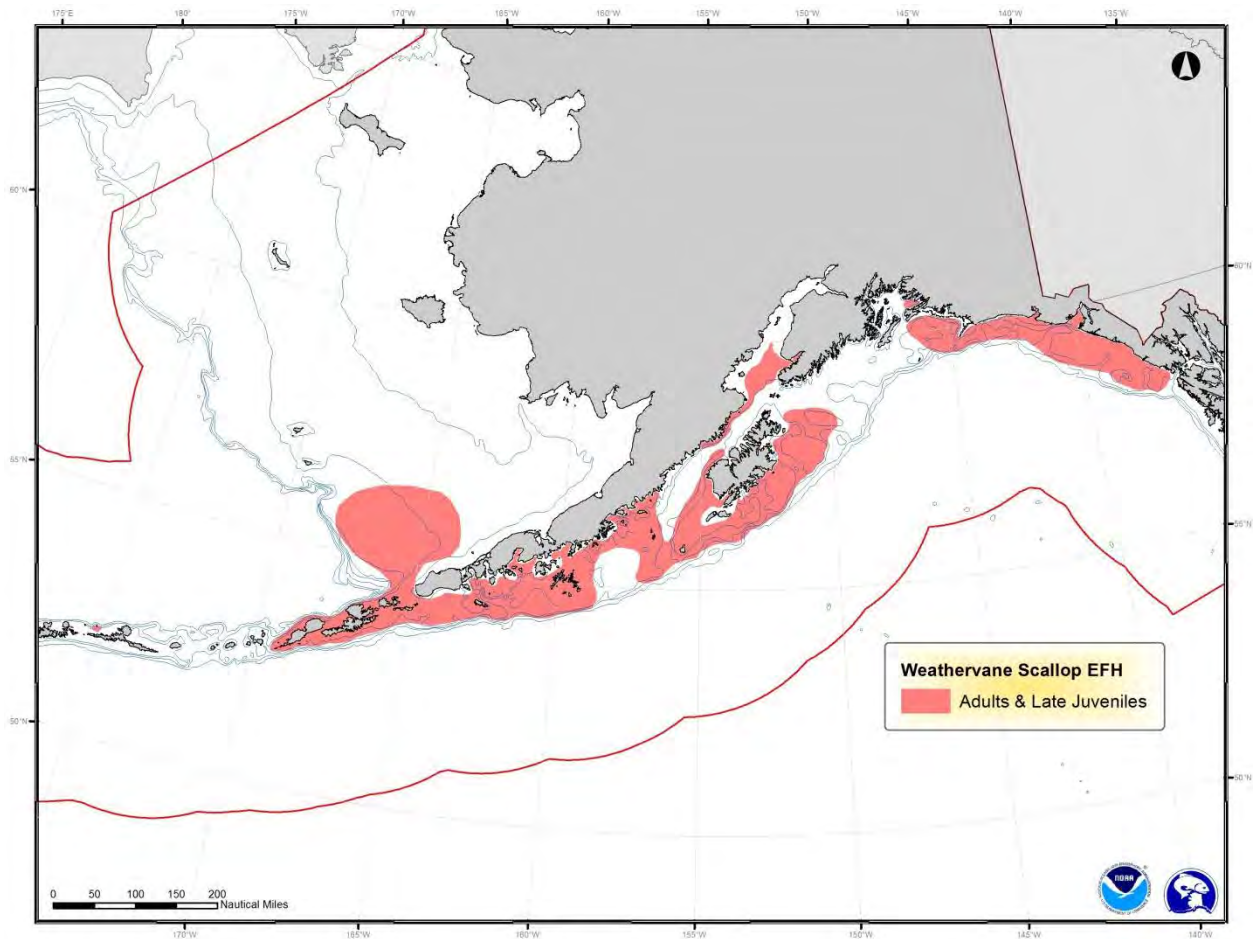 175°E 180° 175°W 170°W 165°W 160°W 155°W 150°W 145°W 140°W 135°W
60°N
60°N
55°N
55°N
50°N
50°N
Weathervane Scallop EFH
Adults & Late Juveniles
0 50 100 150 200
Nautical Miles
NOAA
170°W 165°W 160°W 155°W 150°W 145°W 140°W